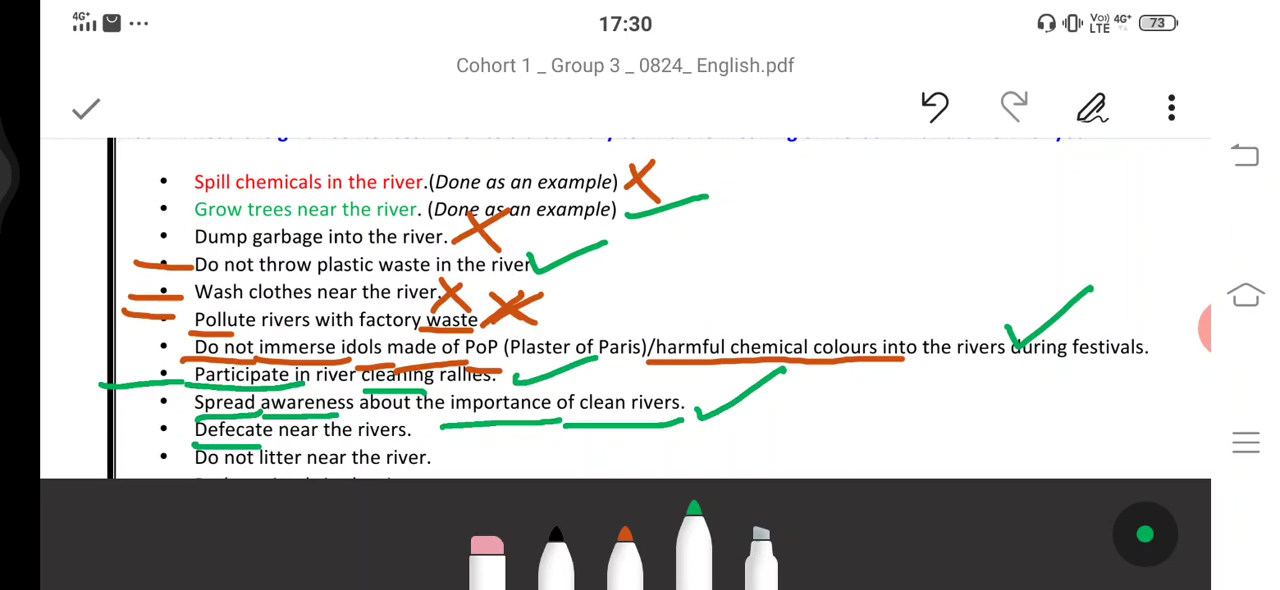 4G+ ... 17:30 Vo) LTE 4G+ 73
Cohort 1 _ Group 3 _ 0824_ English.pdf
• Spill chemicals in the river.(Done as an example)
• Grow trees near the river. (Done as an example)
• Dump garbage into the river.
• Do not throw plastic waste in the river
• Wash clothes near the river.
• Pollute rivers with factory waste
• Do not immerse idols made of PoP (Plaster of Paris)/harmful chemical colours into the rivers during festivals.
• Participate in river cleaning rallies.
• Spread awareness about the importance of clean rivers.
• Defecate near the rivers.
• Do not litter near the river.